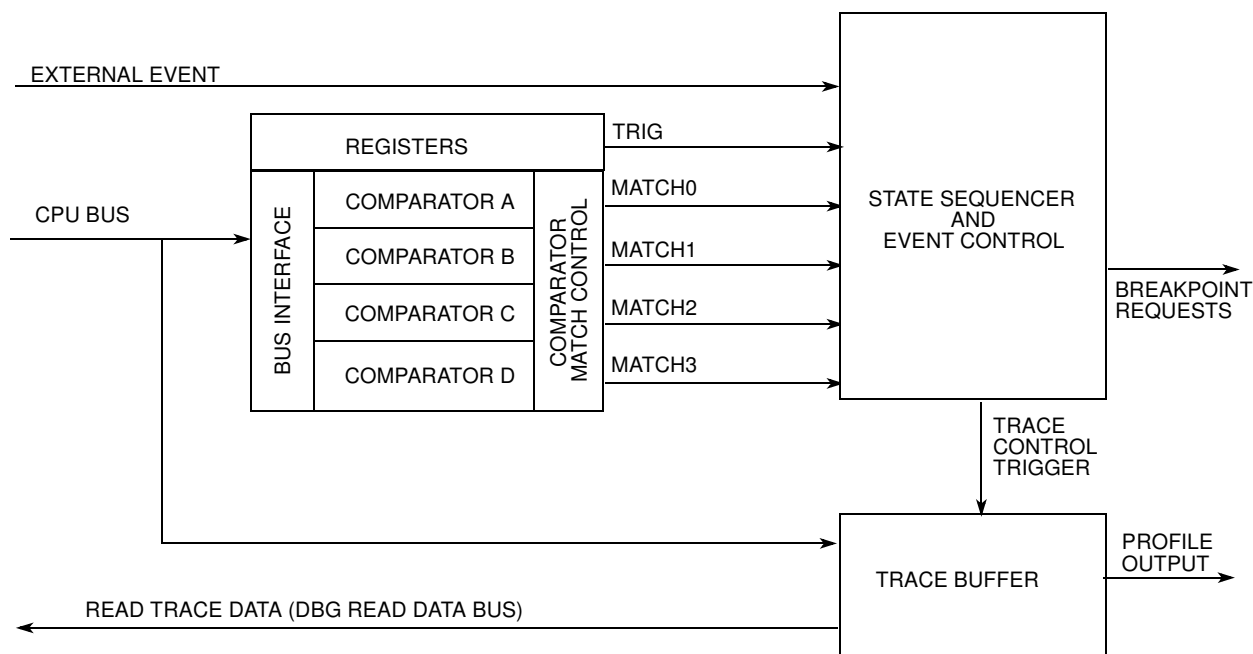 EXTERNAL EVENT
REGISTERS
TRIG
CPU BUS
BUS INTERFACE
COMPARATOR A
COMPARATOR B
COMPARATOR C
COMPARATOR D
COMPARATOR
MATCH CONTROL
MATCH0
MATCH1
MATCH2
MATCH3
STATE SEQUENCER
AND
EVENT CONTROL
BREAKPOINT
REQUESTS
TRACE
CONTROL
TRIGGER
TRACE BUFFER
PROFILE
OUTPUT
READ TRACE DATA (DBG READ DATA BUS)